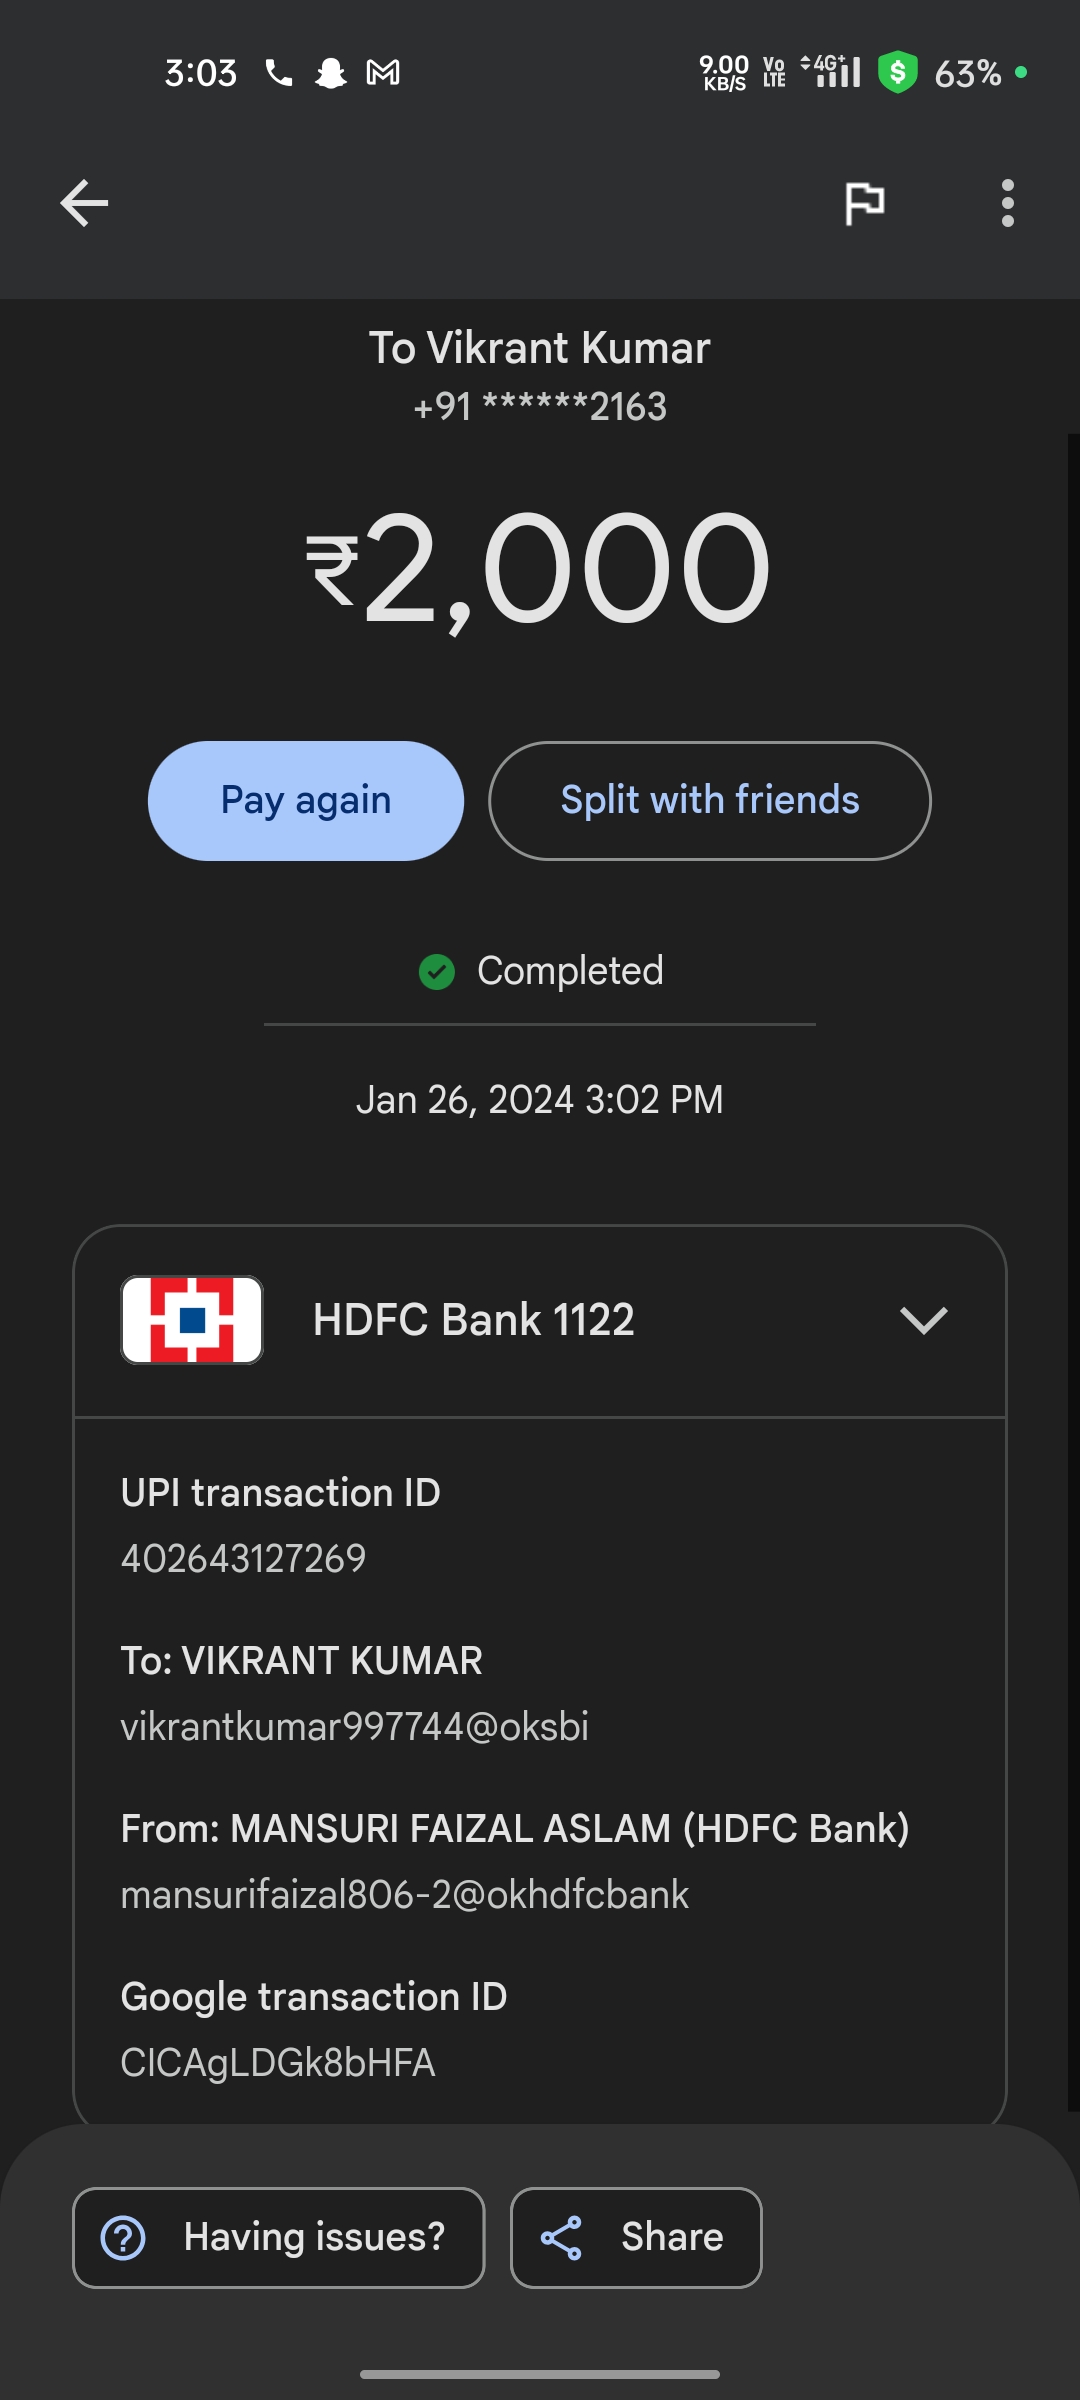 3:03
9.00 KB/S Vo LTE 4G+ 63%
To Vikrant Kumar
+91 ******2163
₹2,000
Pay again
Split with friends
Completed
Jan 26, 2024 3:02 PM
HDFC Bank 1122
UPI transaction ID
402643127269
To: VIKRANT KUMAR
vikrantkumar997744@oksbi
From: MANSURI FAIZAL ASLAM (HDFC Bank)
mansurifaizal806-2@okhdfcbank
Google transaction ID
CICAgLDGk8bHFA
Having issues?
Share